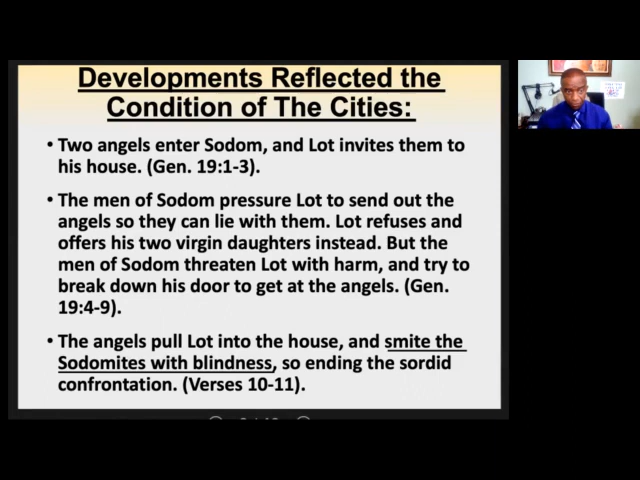 Developments Reflected the
Condition of The Cities:
• Two angels enter Sodom, and Lot invites them to
his house. (Gen. 19:1-3).
• The men of Sodom pressure Lot to send out the
angels so they can lie with them. Lot refuses and
offers his two virgin daughters instead. But the
men of Sodom threaten Lot with harm, and try to
break down his door to get at the angels. (Gen.
19:4-9).
• The angels pull Lot into the house, and smite the
Sodomites with blindness, so ending the sordid
confrontation. (Verses 10-11).